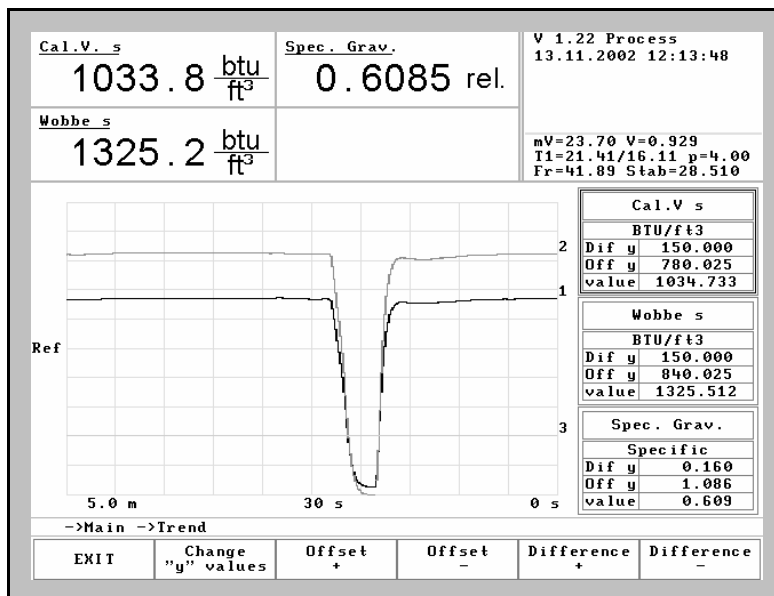 Cal.V. s
1033.8 btu/ft³
Spec. Grav.
0.6085 rel.
V 1.22 Process
13.11.2002 12:13:48
Wobbe s
1325.2 btu/ft³
mV=23.70 V=0.929
T1=21.41/16.11 p=4.00
Fr=41.89 Stab=28.510
2
1
Ref
3
5.0 m 30 s 0 s
Cal.V s
BTU/ft3
Dif y 150.000
Off y 780.025
value 1034.733
Wobbe s
BTU/ft3
Dif y 150.000
Off y 840.025
value 1325.512
Spec. Grav.
Specific
Dif y 0.160
Off y 1.086
value 0.609
->Main ->Trend
EXIT
Change
"y" values
Offset
+
Offset
-
Difference
+
Difference
-